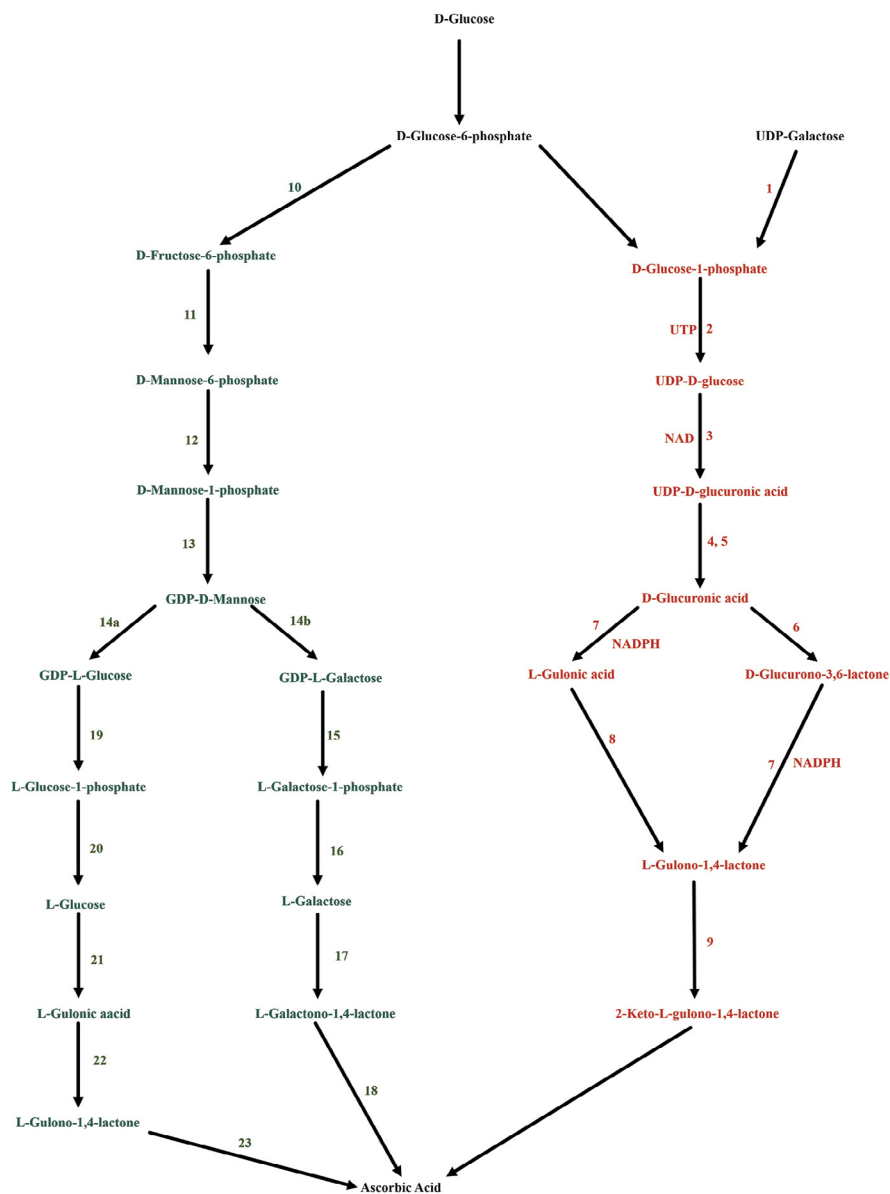 D-Glucose
D-Glucose-6-phosphate
UDP-Galactose
10
1
D-Fructose-6-phosphate
D-Glucose-1-phosphate
11
UTP 2
D-Mannose-6-phosphate
UDP-D-glucose
12
NAD 3
D-Mannose-1-phosphate
UDP-D-glucuronic acid
13
4, 5
GDP-D-Mannose
D-Glucuronic acid
14a
14b
7
6
NADPH
GDP-L-Glucose
GDP-L-Galactose
L-Gulonic acid
D-Glucurono-3,6-lactone
19
15
8
7 NADPH
L-Glucose-1-phosphate
L-Galactose-1-phosphate
20
16
L-Gulono-1,4-lactone
L-Glucose
L-Galactose
21
17
9
L-Gulonic aacid
L-Galactono-1,4-lactone
2-Keto-L-gulono-1,4-lactone
22
18
L-Gulono-1,4-lactone
23
Ascorbic Acid